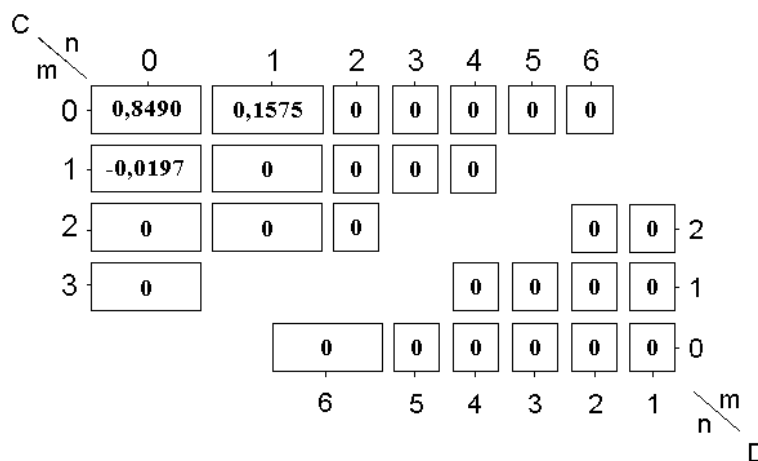 C
n
m
0 1 2 3 4 5 6
0 0,8490 0,1575 0 0 0 0 0
1 -0,0197 0 0 0 0
2 0 0 0 0 0 2
3 0 0 0 0 0 1
0 0 0 0 0 0 0
6 5 4 3 2 1
m
n
D